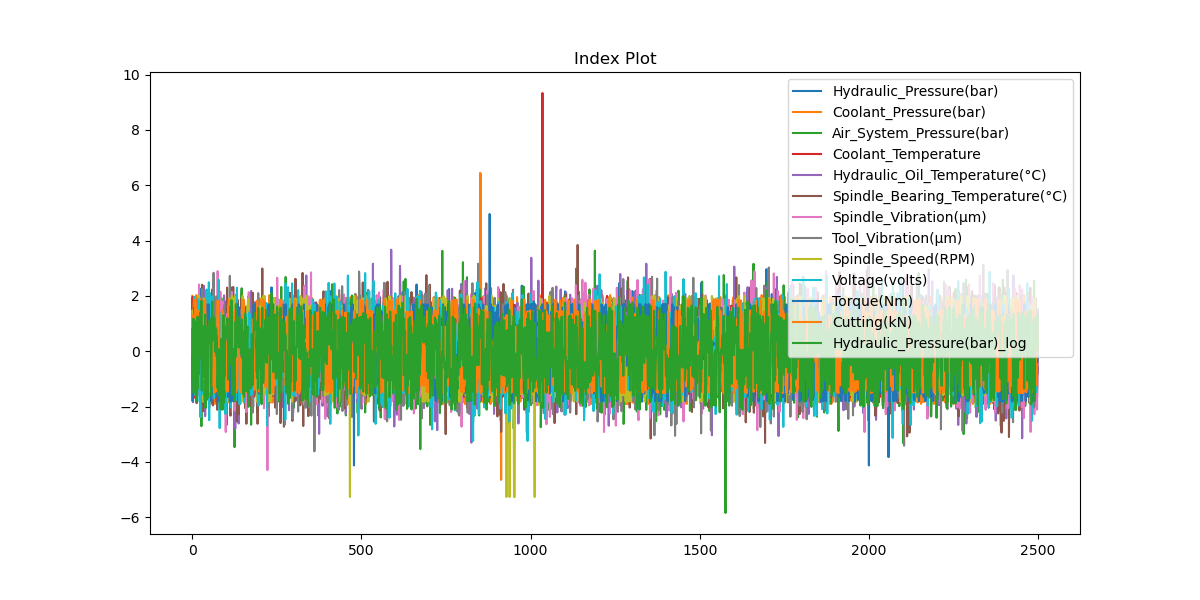 Index Plot
10
8
6
4
2
0
−2
−4
−6
0
500
1000
1500
2000
2500
Hydraulic_Pressure(bar)
Coolant_Pressure(bar)
Air_System_Pressure(bar)
Coolant_Temperature
Hydraulic_Oil_Temperature(°C)
Spindle_Bearing_Temperature(°C)
Spindle_Vibration(µm)
Tool_Vibration(µm)
Spindle_Speed(RPM)
Voltage(volts)
Torque(Nm)
Cutting(kN)
Hydraulic_Pressure(bar)_log